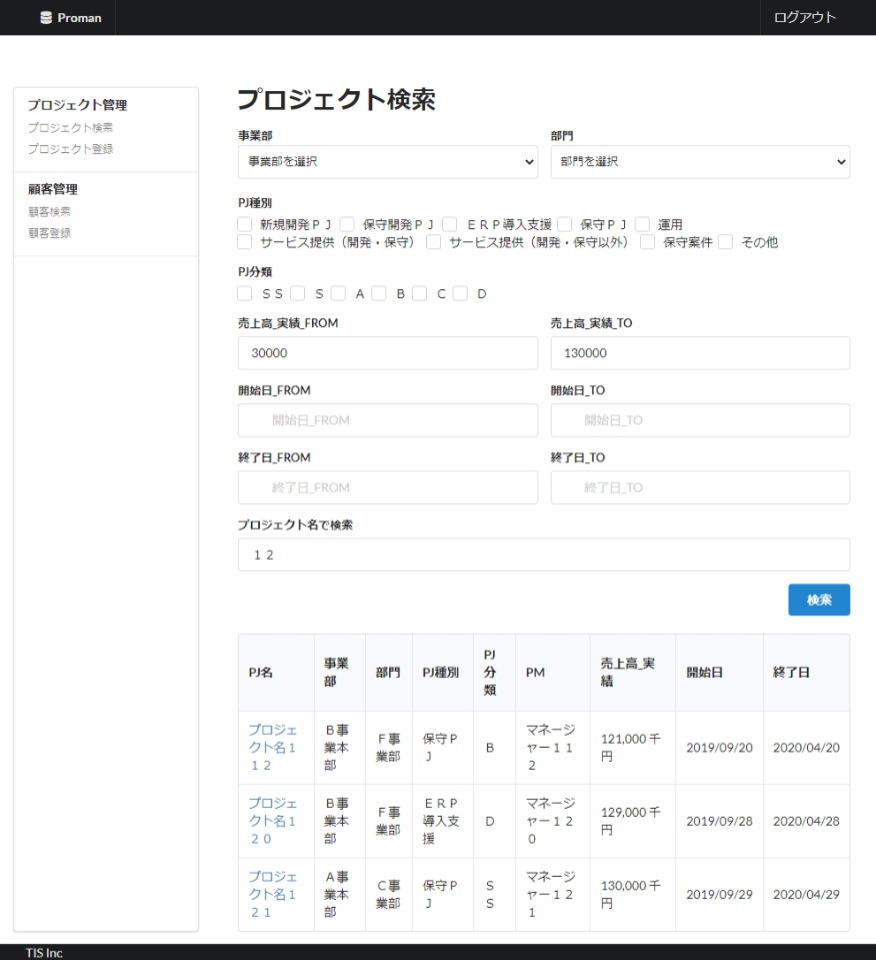 Proman
ログアウト
プロジェクト管理
プロジェクト検索
プロジェクト登録
顧客管理
顧客検索
顧客登録
プロジェクト検索
事業部 部門
事業部を選択 部門を選択
PJ種別
新規開発ＰＪ 保守開発ＰＪ ＥＲＰ導入支援 保守ＰＪ 運用
サービス提供（開発・保守） サービス提供（開発・保守以外） 保守案件 その他
PJ分類
ＳＳ Ｓ Ａ Ｂ Ｃ Ｄ
売上高_実績_FROM 売上高_実績_TO
30000 130000
開始日_FROM 開始日_TO
開始日_FROM 開始日_TO
終了日_FROM 終了日_TO
終了日_FROM 終了日_TO
プロジェクト名で検索
１２
検索
PJ名 事業部 部門 PJ種別 PJ分類 PM 売上高_実績 開始日 終了日
プロジェクト名１１２ Ｂ事業本部 Ｆ事業部 保守ＰＪ Ｂ マネージャー１１２ 121,000 千円 2019/09/20 2020/04/20
プロジェクト名１２０ Ｂ事業本部 Ｆ事業部 ＥＲＰ導入支援 Ｄ マネージャー１２０ 129,000 千円 2019/09/28 2020/04/28
プロジェクト名１２１ Ａ事業本部 Ｃ事業部 保守ＰＪ ＳＳ マネージャー１２１ 130,000 千円 2019/09/29 2020/04/29
TIS Inc